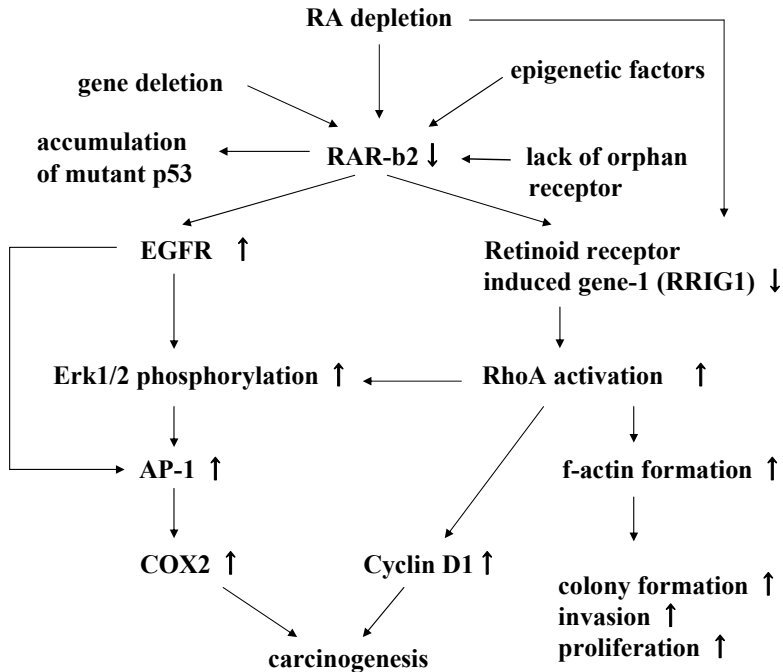 RA depletion
gene deletion
epigenetic factors
accumulation
of mutant p53
RAR-b2 ↓
lack of orphan
receptor
EGFR ↑
Retinoid receptor
induced gene-1 (RRIG1) ↓
Erk1/2 phosphorylation ↑
RhoA activation ↑
AP-1 ↑
f-actin formation ↑
COX2 ↑
Cyclin D1 ↑
colony formation ↑
invasion ↑
proliferation ↑
carcinogenesis